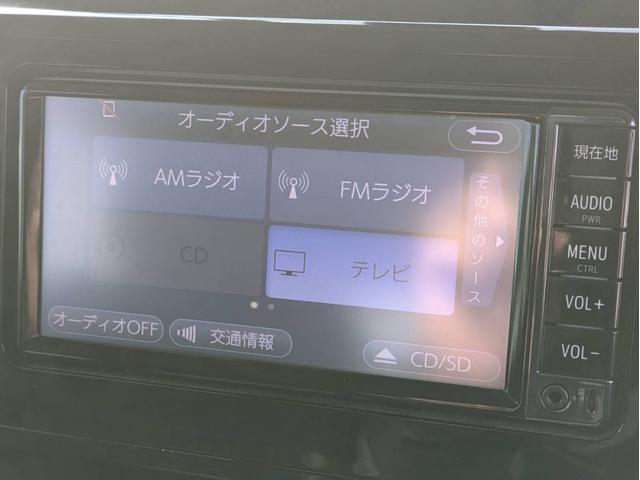 オーディオソース選択
AMラジオ
FMラジオ
CD
テレビ
その他のソース
オーディオOFF
交通情報
CD/SD
現在地
AUDIO
PWR
MENU
CTRL
VOL+
VOL-